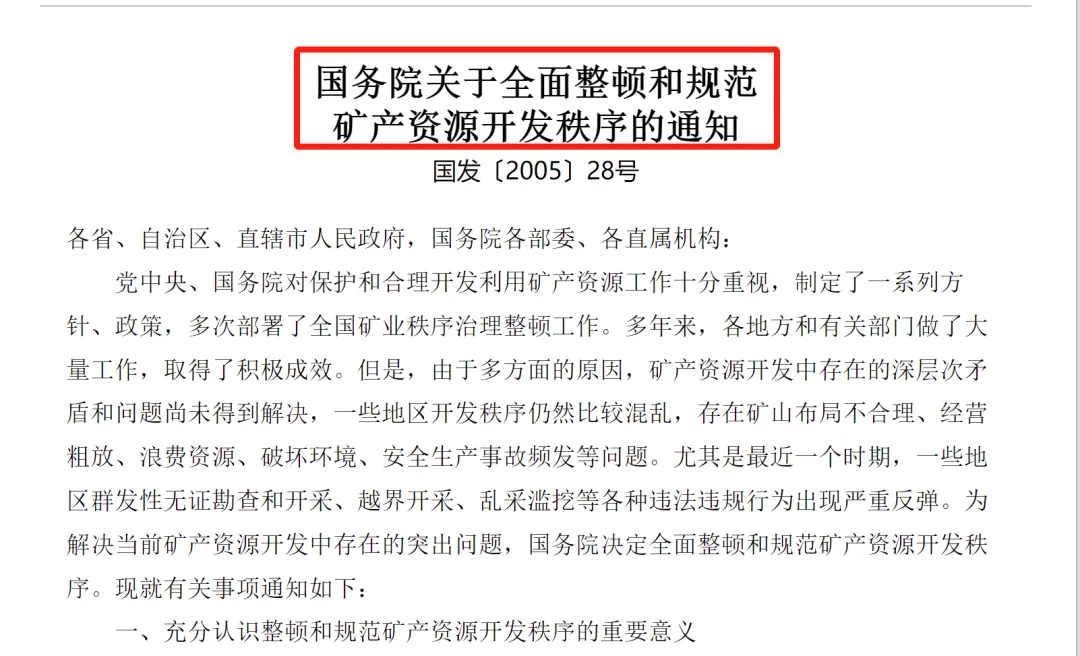 国务院关于全面整顿和规范
矿产资源开发秩序的通知
国发〔2005〕28号
各省、自治区、直辖市人民政府，国务院各部委、各直属机构：
党中央、国务院对保护和合理开发利用矿产资源工作十分重视，制定了一系列方
针、政策，多次部署了全国矿业秩序治理整顿工作。多年来，各地方和有关部门做了大
量工作，取得了积极成效。但是，由于多方面的原因，矿产资源开发中存在的深层次矛
盾和问题尚未得到解决，一些地区开发秩序仍然比较混乱，存在矿山布局不合理、经营
粗放、浪费资源、破坏环境、安全生产事故频发等问题。尤其是最近一个时期，一些地
区群发性无证勘查和开采、越界开采、乱采滥挖等各种违法违规行为出现严重反弹。为
解决当前矿产资源开发中存在的突出问题，国务院决定全面整顿和规范矿产资源开发秩
序。现就有关事项通知如下：
一、充分认识整顿和规范矿产资源开发秩序的重要意义